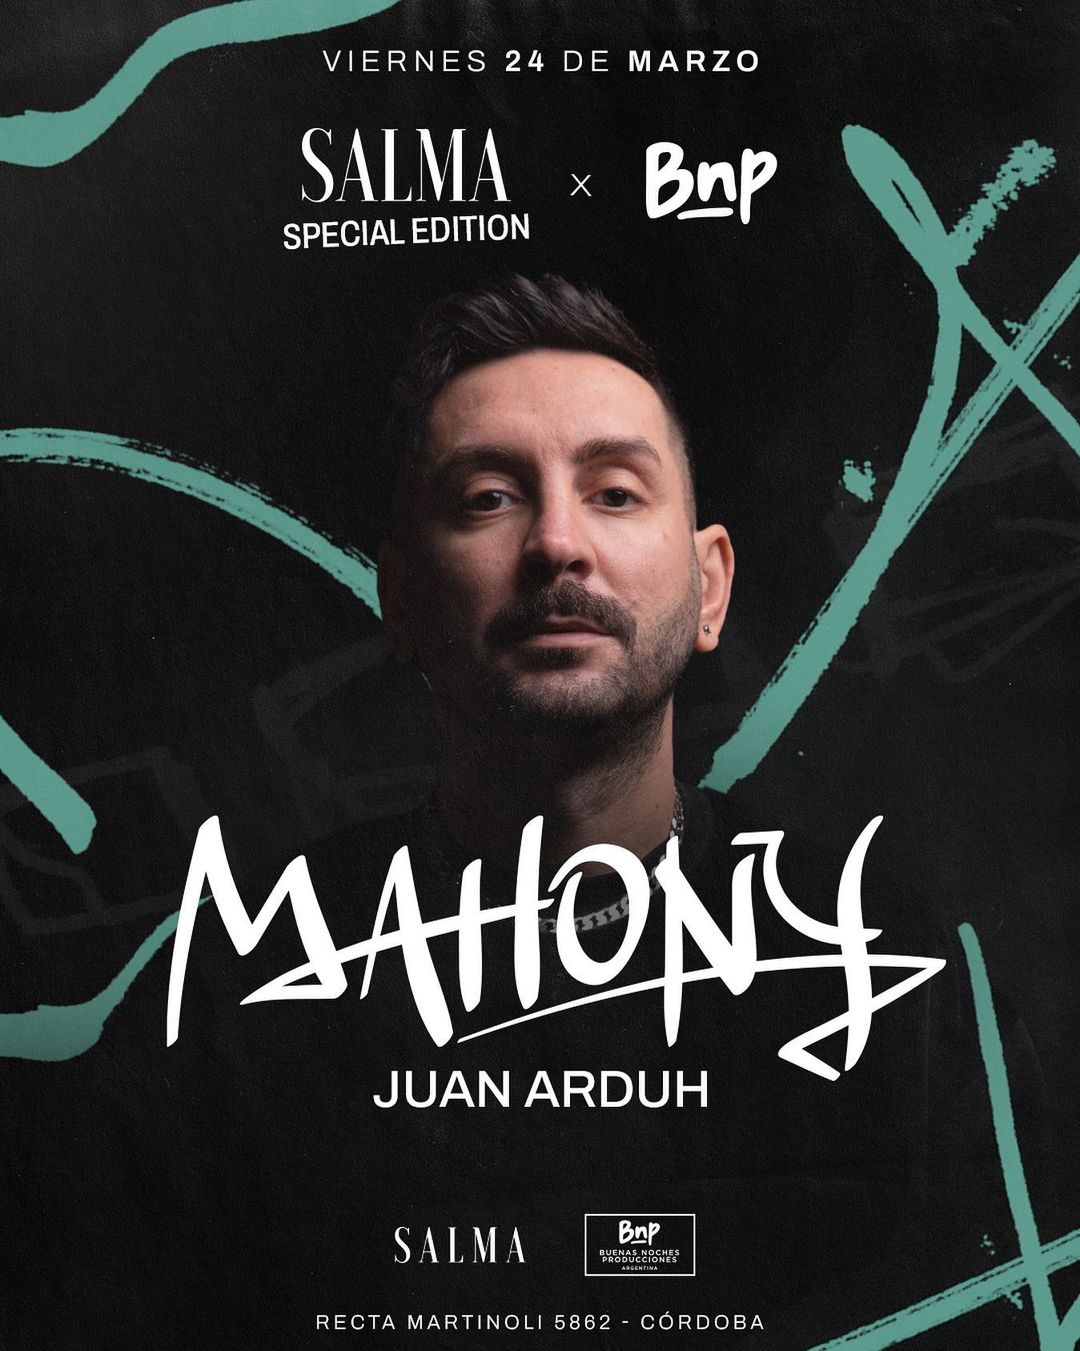 VIERNES 24 DE MARZO
SALMA
SPECIAL EDITION
x
Bnp
MAHONY
JUAN ARDUH
SALMA
Bnp
BUENAS NOCHES
PRODUCCIONES
ARGENTINA
RECTA MARTINOLI 5862 - CÓRDOBA